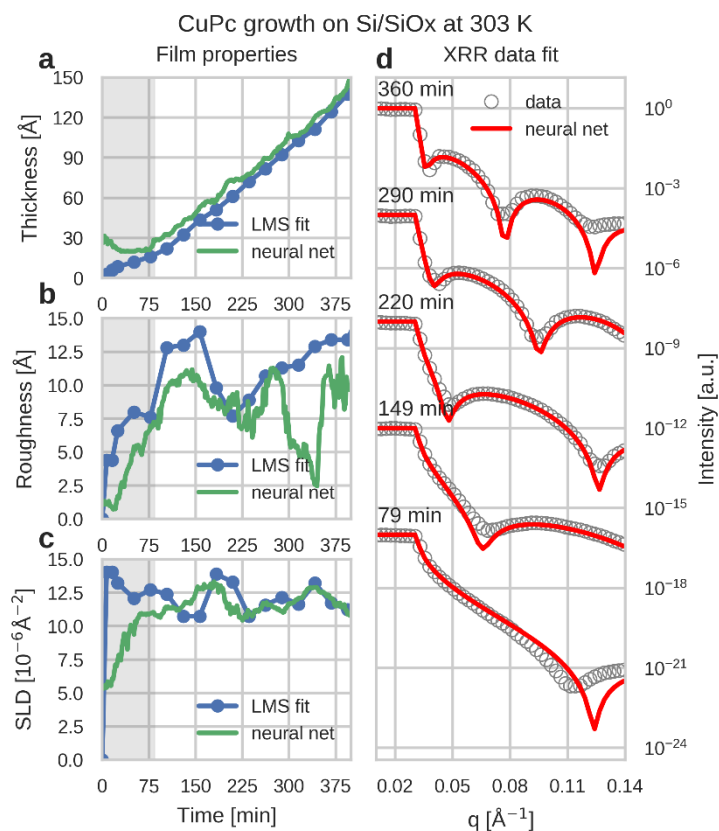 CuPc growth on Si/SiOx at 303 K
a
Film properties
150
120
90
60
30
0
Thickness [Å]
LMS fit
neural net
0 75 150 225 300 375
b
15.0
12.5
10.0
7.5
5.0
2.5
0.0
Roughness [Å]
LMS fit
neural net
0 75 150 225 300 375
c
15.0
12.5
10.0
7.5
5.0
2.5
0.0
SLD [10⁻⁶Å⁻²]
LMS fit
neural net
0 75 150 225 300 375
Time [min]
d
XRR data fit
360 min
data
neural net
290 min
220 min
149 min
79 min
10⁰
10⁻³
10⁻⁶
10⁻⁹
10⁻¹²
10⁻¹⁵
10⁻¹⁸
10⁻²¹
10⁻²⁴
Intensity [a.u.]
0.02 0.05 0.08 0.11 0.14
q [Å⁻¹]